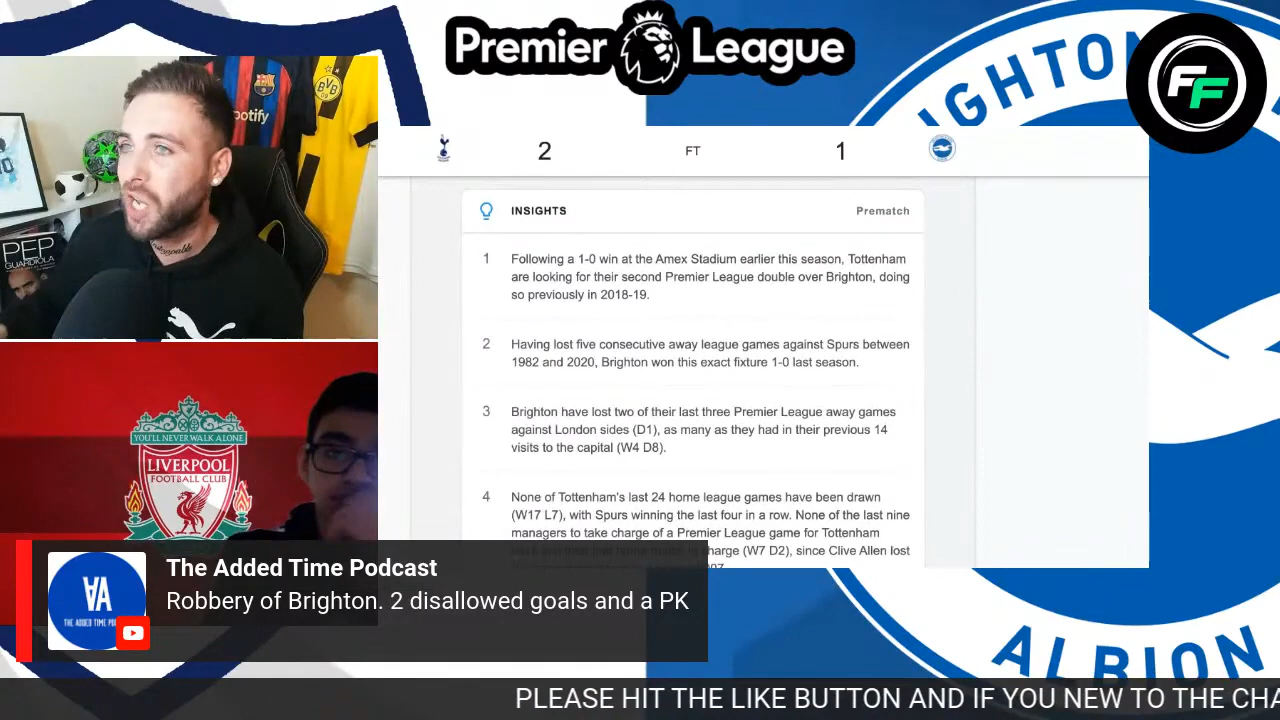 Premier League
FF
BRIGHTON
ALBION
Spotify
BVB
09
PEP
GUARDIOLA
2 FT 1
INSIGHTS Prematch
1 Following a 1-0 win at the Amex Stadium earlier this season, Tottenham
are looking for their second Premier League double over Brighton, doing
so previously in 2018-19.
2 Having lost five consecutive away league games against Spurs between
1982 and 2020, Brighton won this exact fixture 1-0 last season.
3 Brighton have lost two of their last three Premier League away games
against London sides (D1), as many as they had in their previous 14
visits to the capital (W4 D8).
4 None of Tottenham's last 24 home league games have been drawn
(W17 L7), with Spurs winning the last four in a row. None of the last nine
managers to take charge of a Premier League game for Tottenham
charge (W7 D2), since Clive Allen lost
YOU'LL NEVER WALK ALONE
LIVERPOOL
FOOTBALL CLUB
The Added Time Podcast
Robbery of Brighton. 2 disallowed goals and a PK
PLEASE HIT THE LIKE BUTTON AND IF YOU NEW TO THE CHA